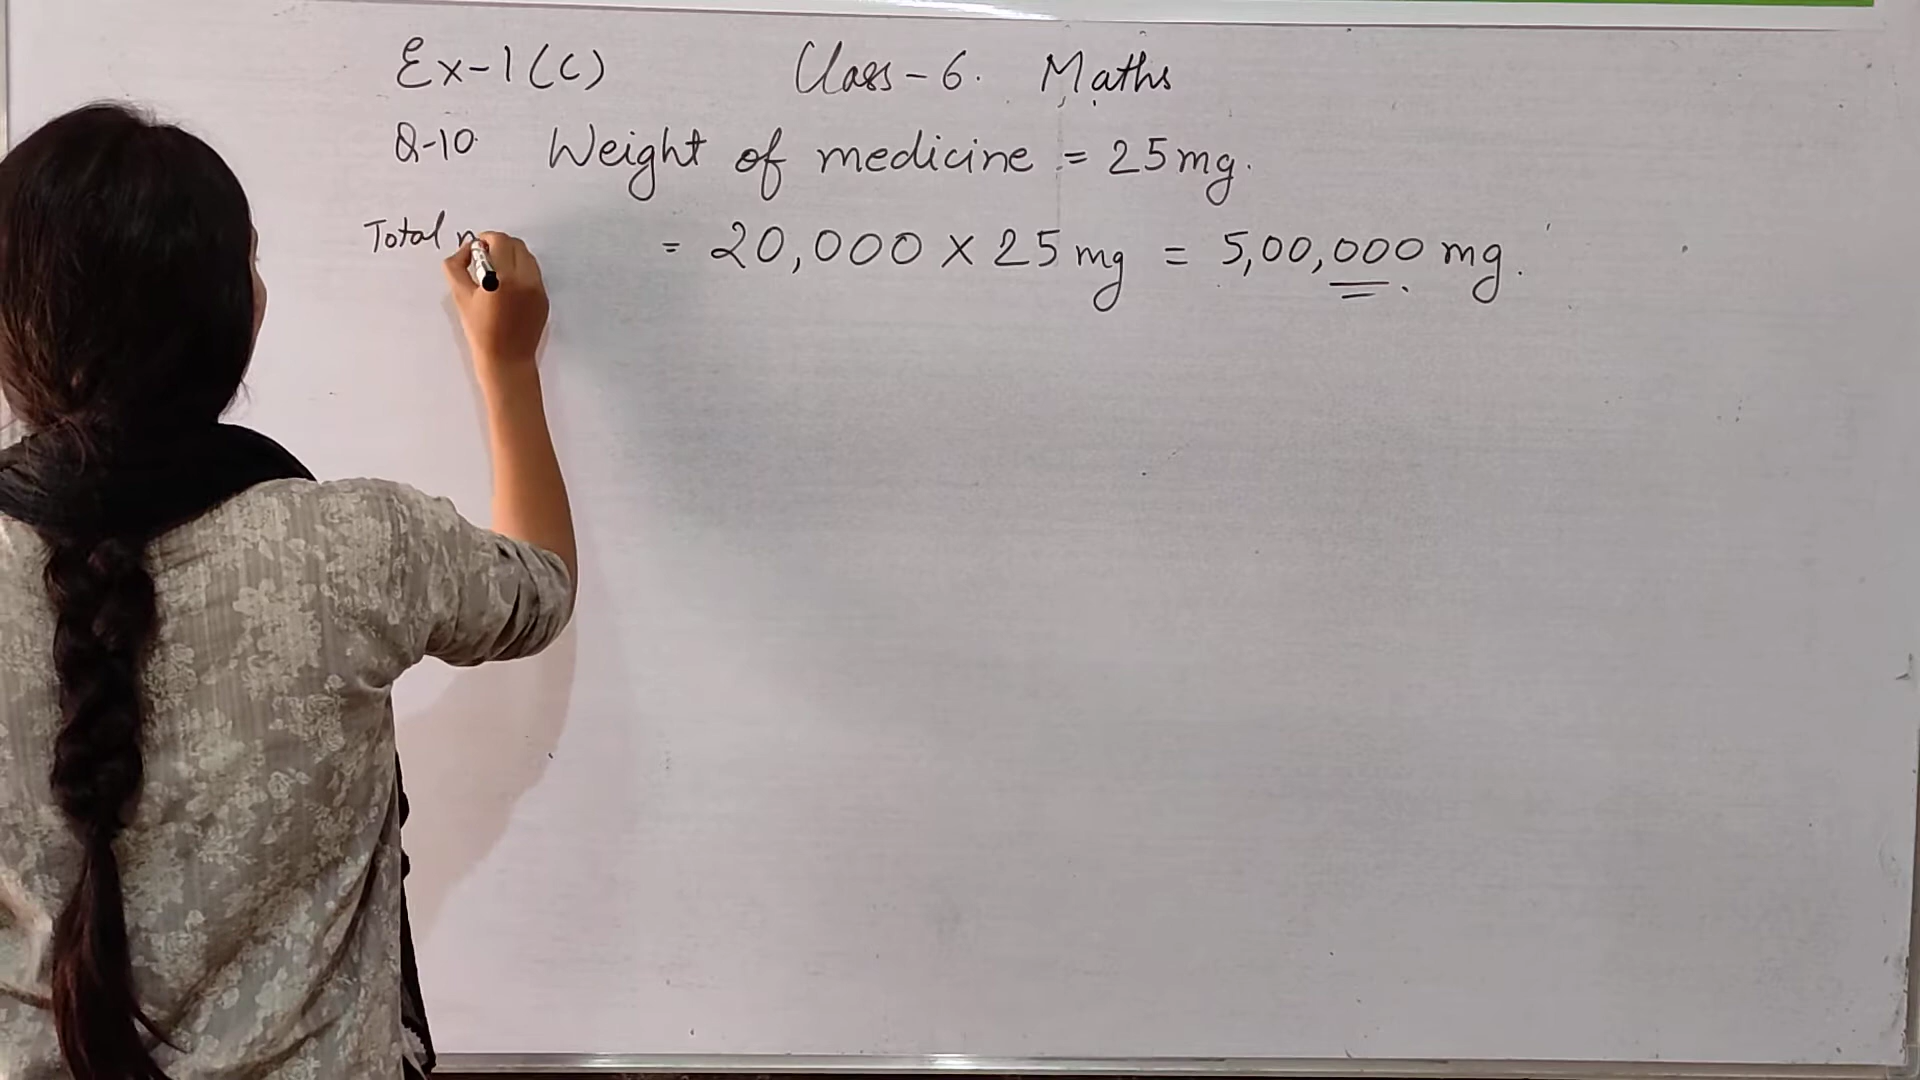 Ex-1(C) Class-6. Maths
Q-10. Weight of medicine = 25mg.
Total = 20,000 × 25 mg = 5,00,000 mg.